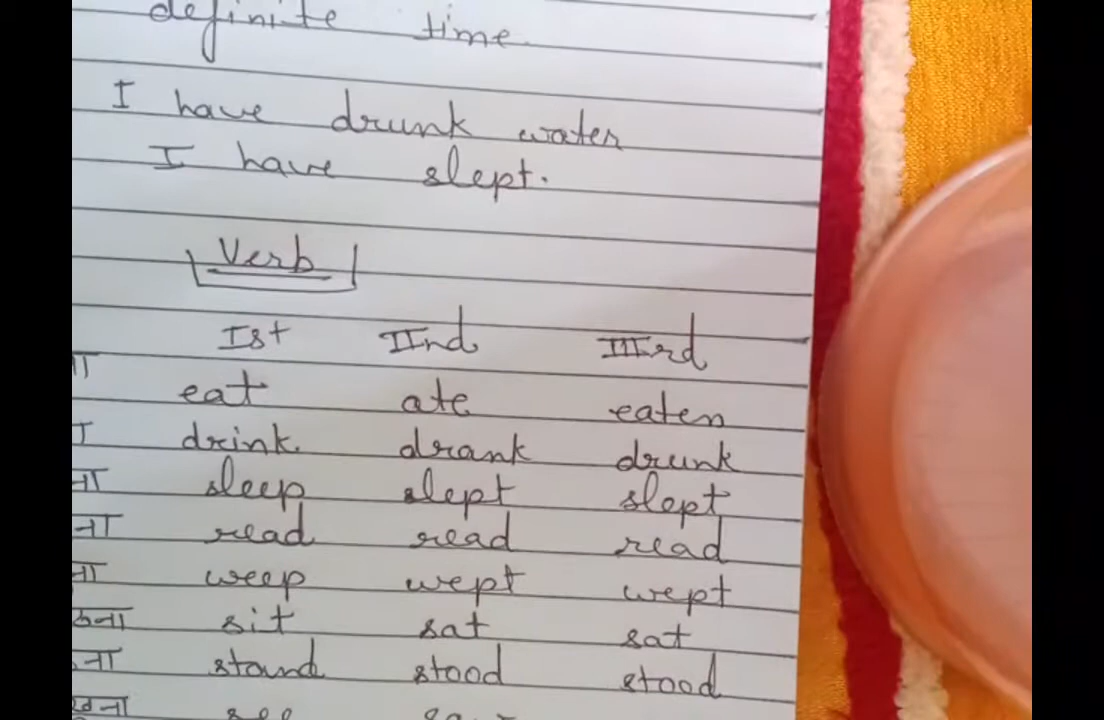 definite time.
I have drunk water
I have slept.
Verb
Ist IInd IIIrd
eat ate eaten
drink. drank drunk
sleep slept slept
read read read
weep wept wept
sit sat sat
stand stood stood
see